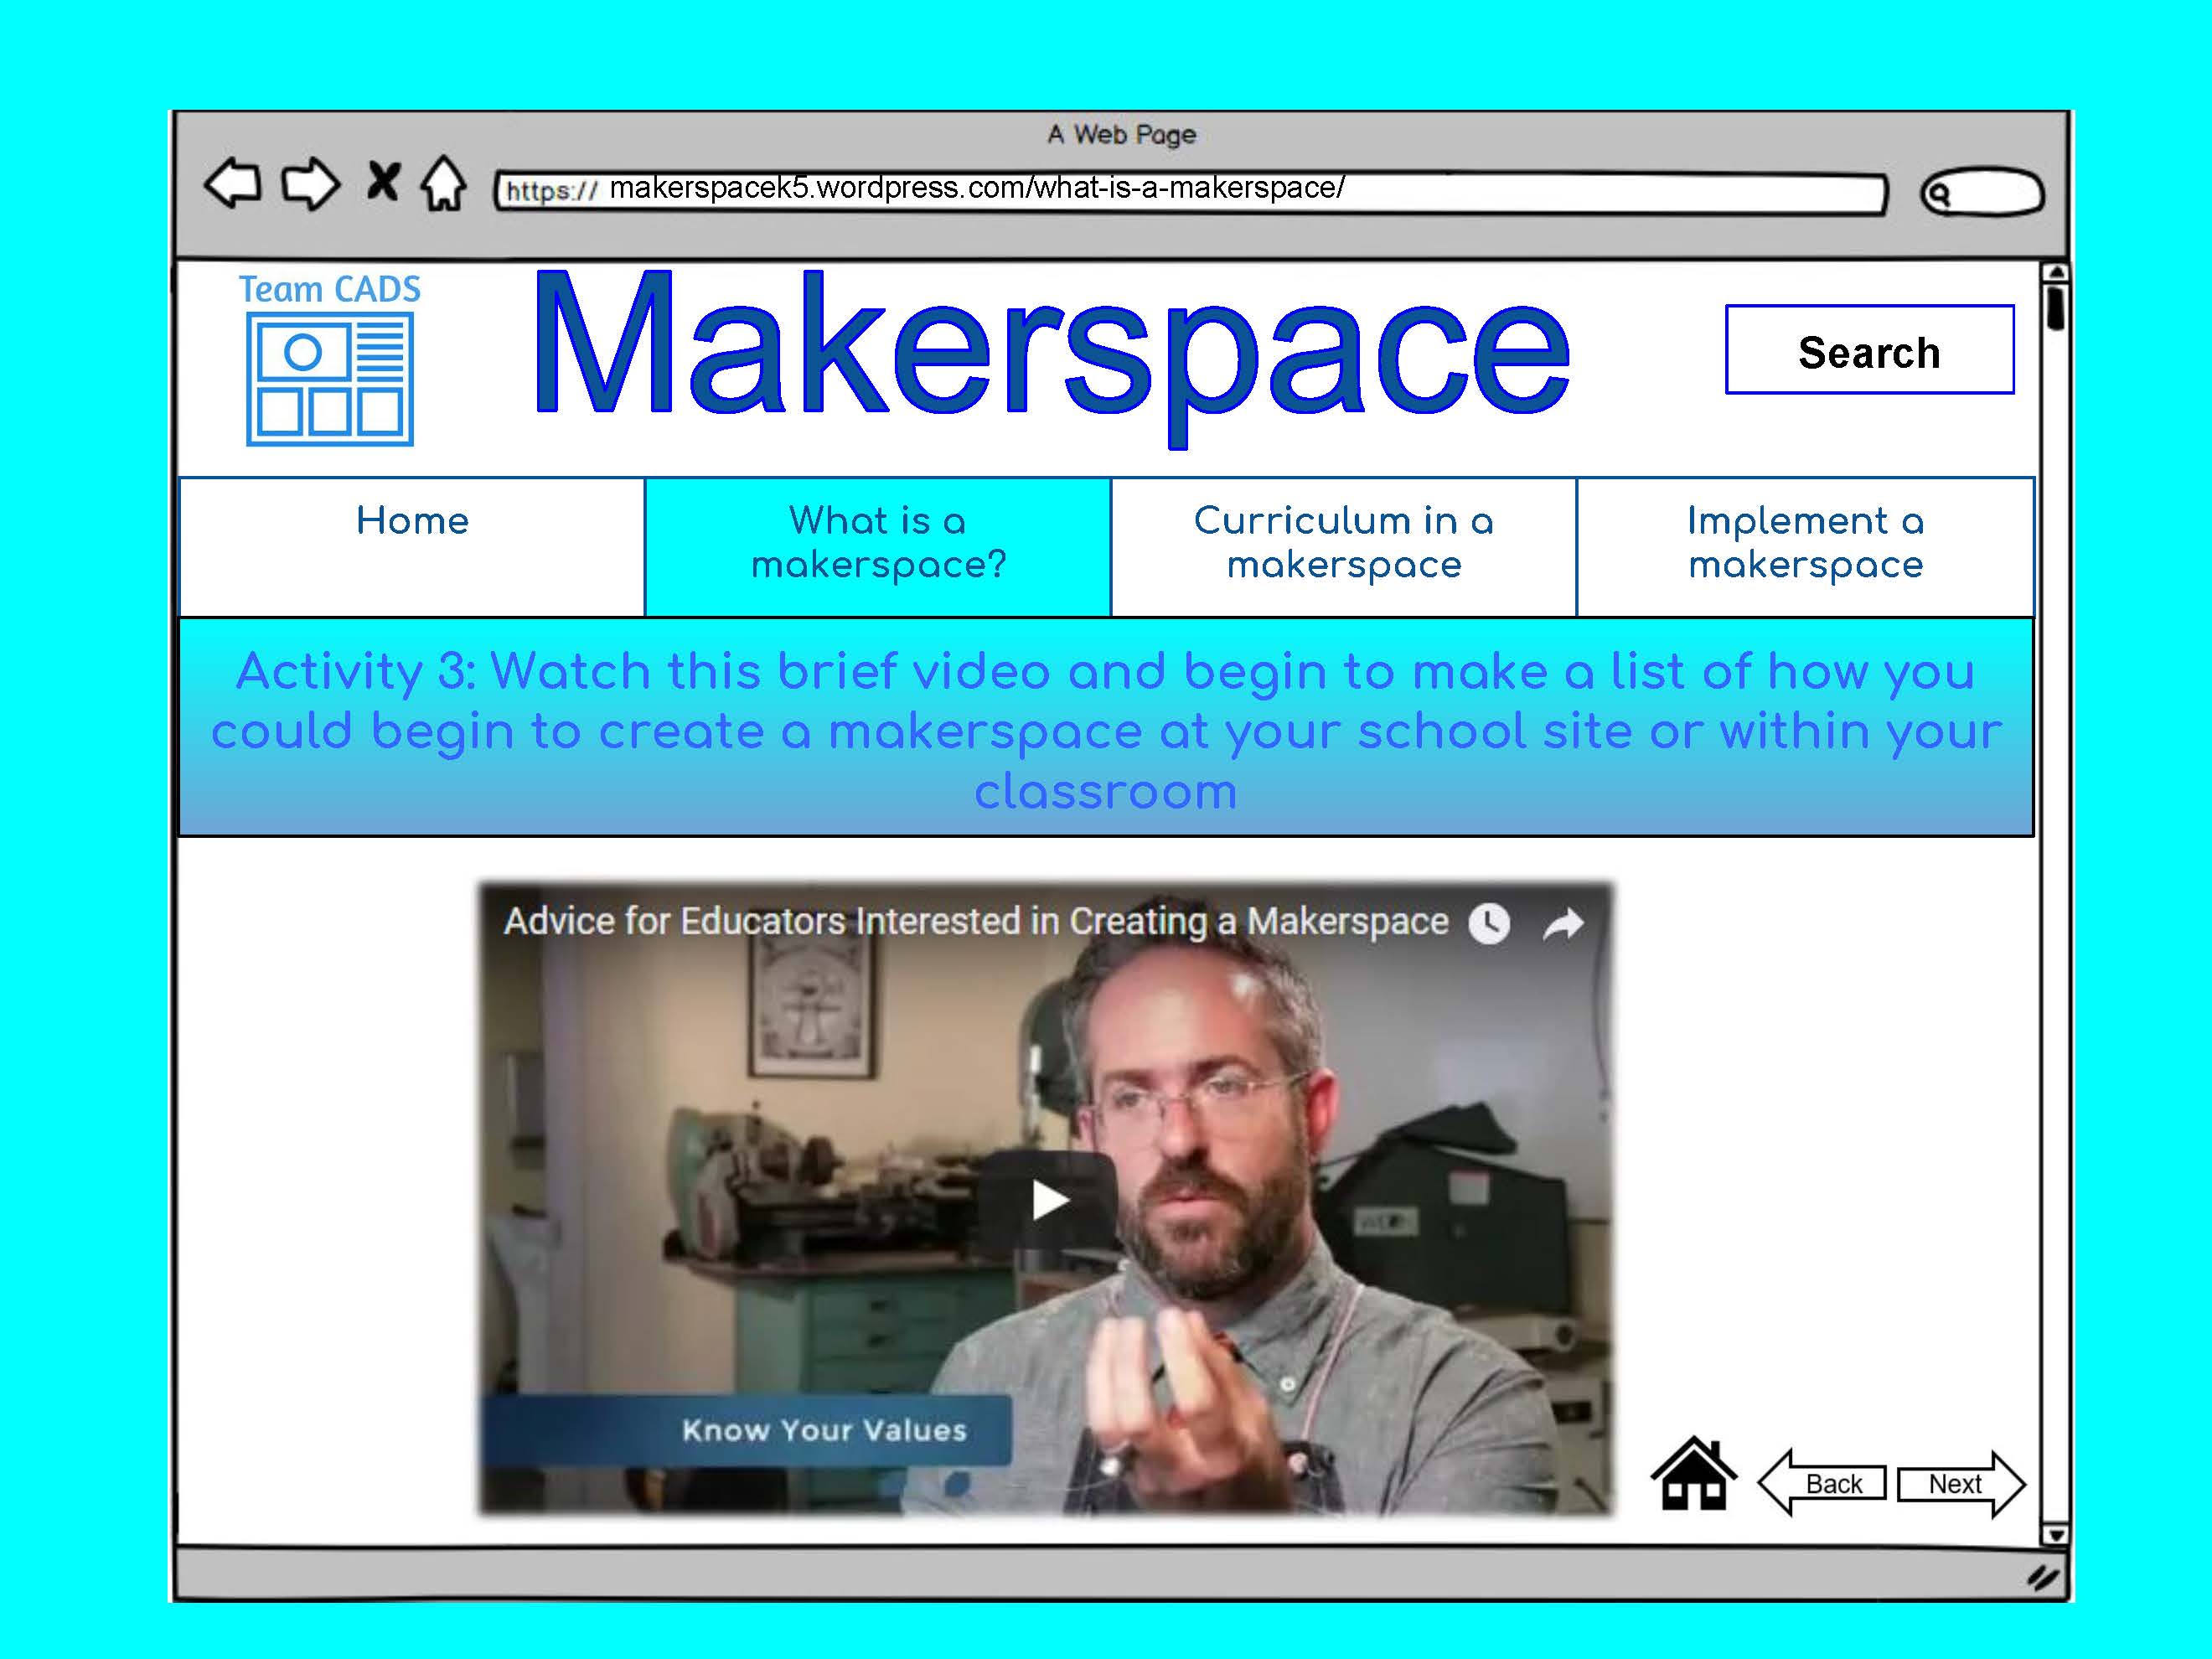 A Web Page
https:// makerspacek5.wordpress.com/what-is-a-makerspace/
Team CADS
Makerspace
Search
Home
What is a
makerspace?
Curriculum in a
makerspace
Implement a
makerspace
Activity 3: Watch this brief video and begin to make a list of how you
could begin to create a makerspace at your school site or within your
classroom
Advice for Educators Interested in Creating a Makerspace
Know Your Values
Back
Next